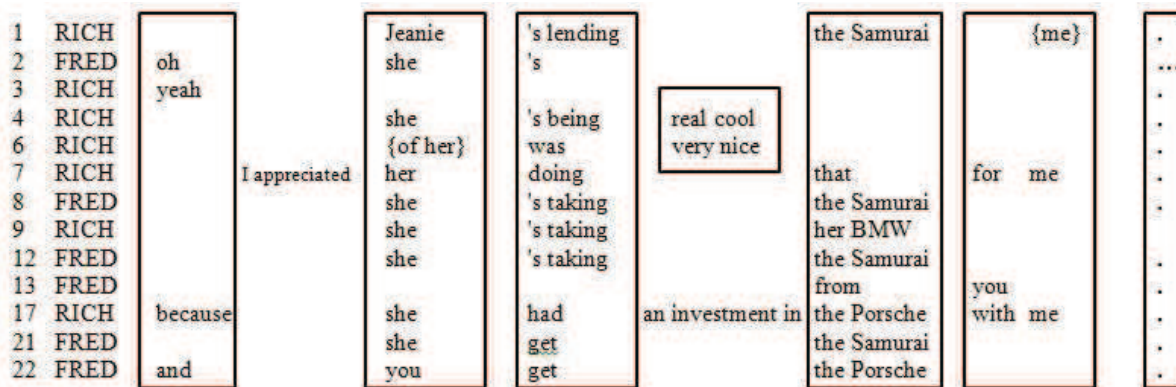 1 RICH Jeanie 's lending the Samurai {me} .
2 FRED oh she 's ...
3 RICH yeah .
4 RICH she 's being real cool .
6 RICH {of her} was very nice .
7 RICH I appreciated her doing that for me .
8 FRED she 's taking the Samurai .
9 RICH she 's taking her BMW
12 FRED she 's taking the Samurai .
13 FRED from you .
17 RICH because she had an investment in the Porsche with me .
21 FRED she get the Samurai .
22 FRED and you get the Porsche .